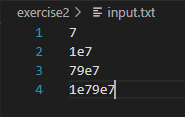 exercise2 > input.txt
1 7
2 1e7
3 79e7
4 1e79e7